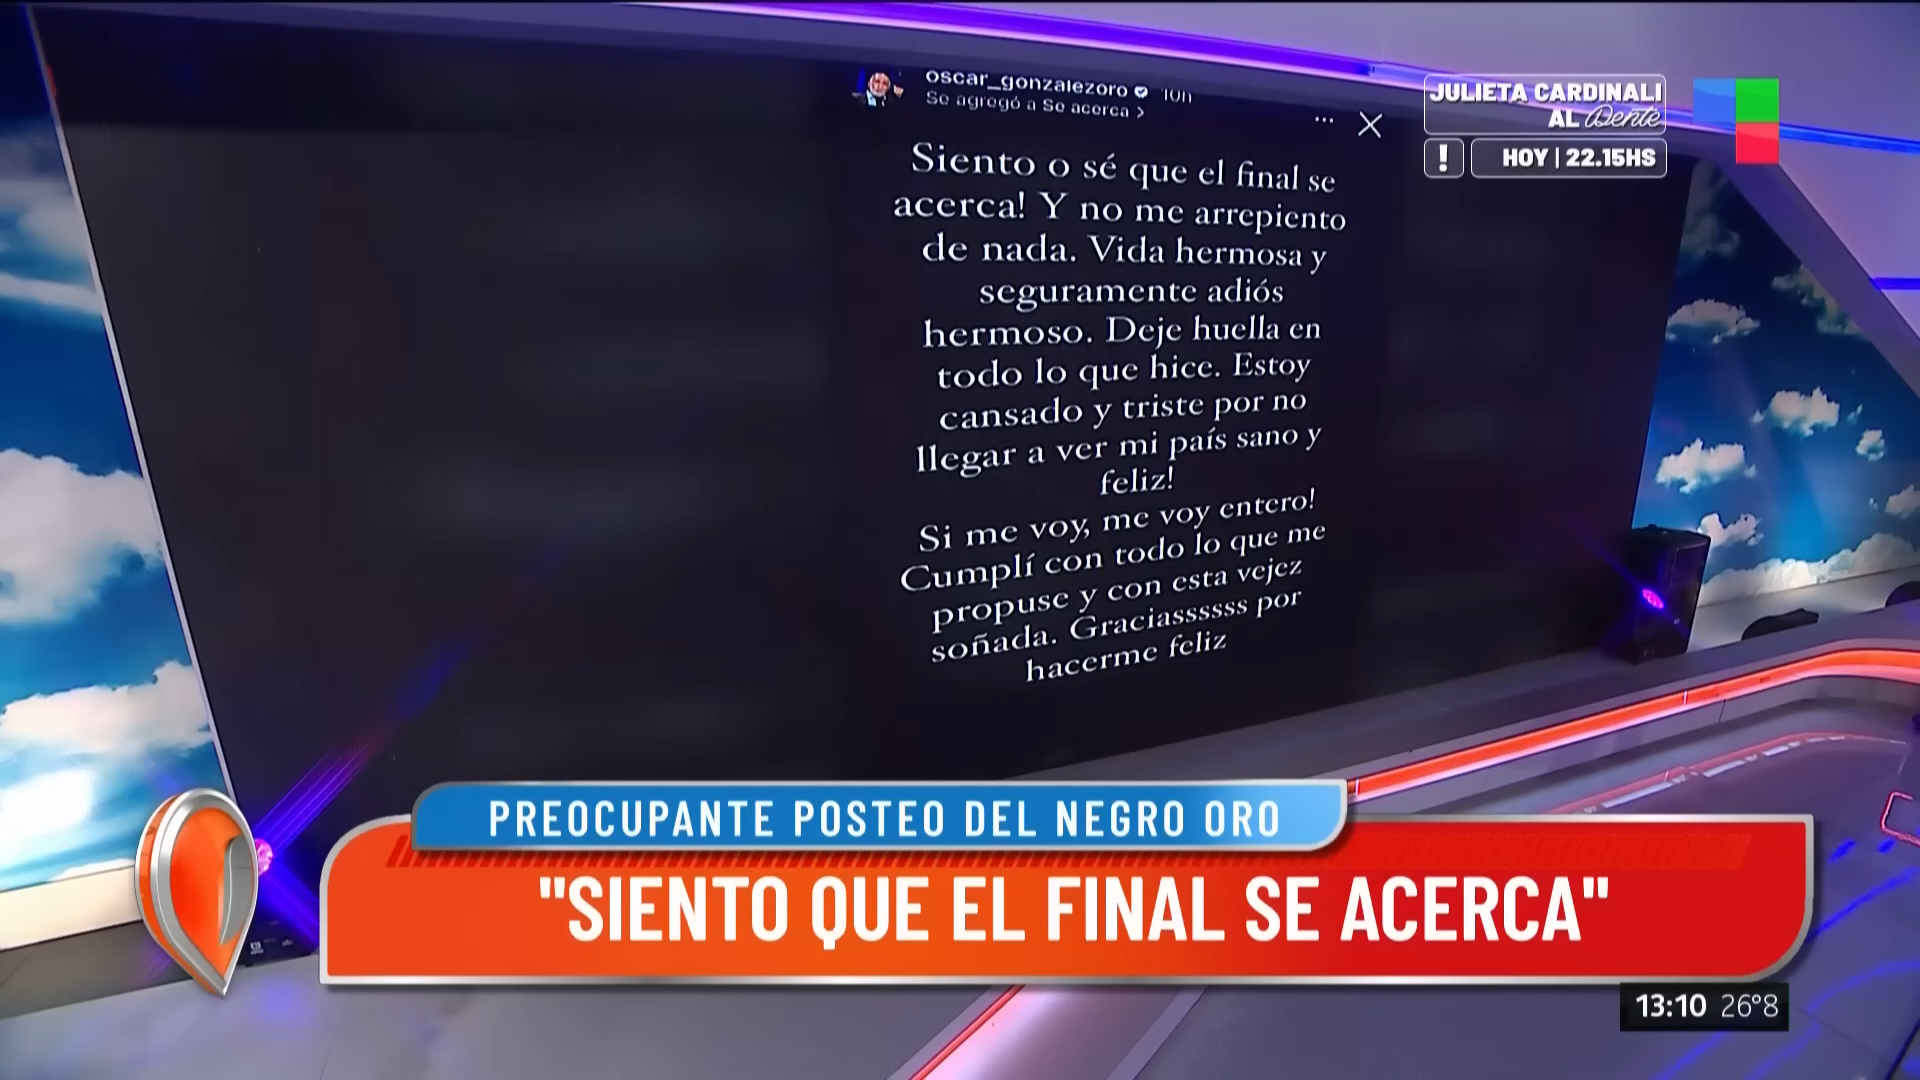 oscar_gonzalezoro 10h
Se agregó a Se acerca >
Siento o sé que el final se
acerca! Y no me arrepiento
de nada. Vida hermosa y
seguramente adiós
hermoso. Deje huella en
todo lo que hice. Estoy
cansado y triste por no
llegar a ver mi país sano y
feliz!
Si me voy, me voy entero!
Cumplí con todo lo que me
propuse y con esta vejez
soñada. Graciassssss por
hacerme feliz
JULIETA CARDINALI
AL Dente
! HOY | 22.15HS
PREOCUPANTE POSTEO DEL NEGRO ORO
"SIENTO QUE EL FINAL SE ACERCA"
13:10 26°8